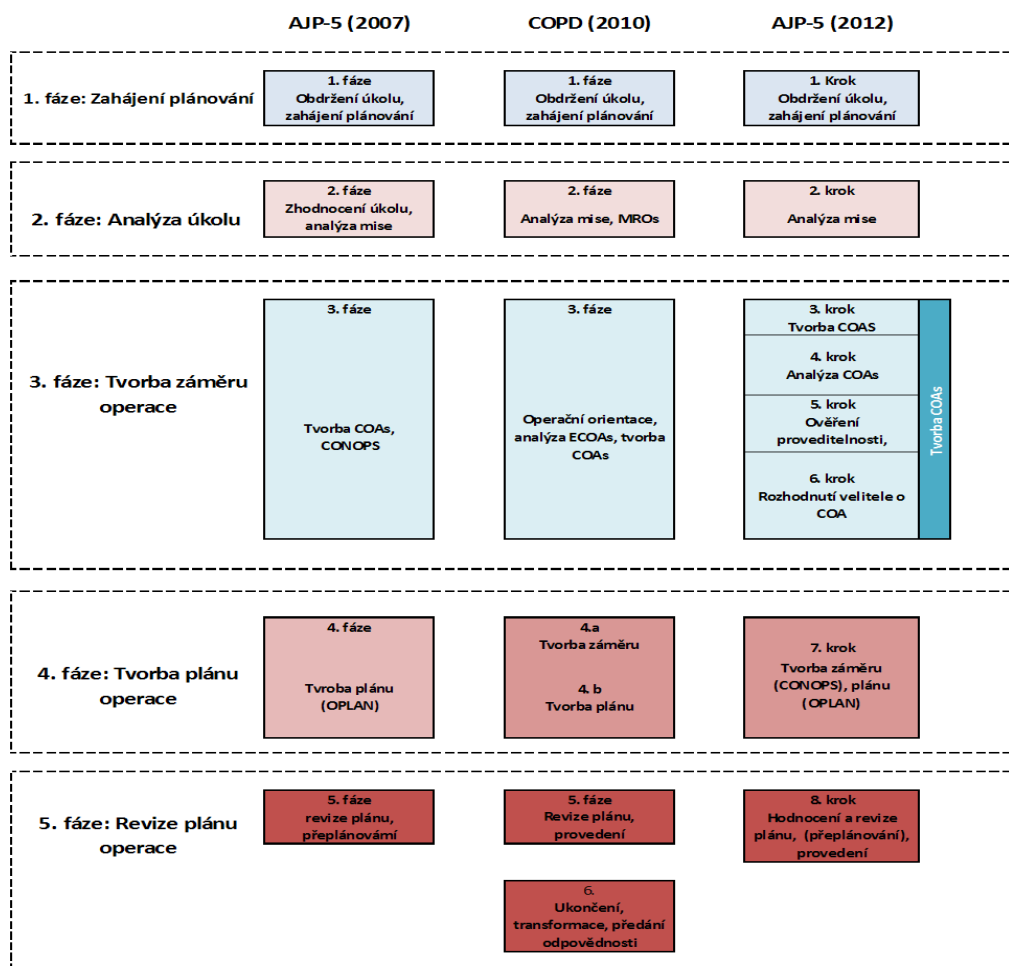 AJP-5 (2007)
COPD (2010)
AJP-5 (2012)
1. fáze: Zahájení plánování
1. fáze
Obdržení úkolu,
zahájení plánování
1. fáze
Obdržení úkolu,
zahájení plánování
1. Krok
Obdržení úkolu,
zahájení plánování
2. fáze: Analýza úkolu
2. fáze
Zhodnocení úkolu,
analýza mise
2. fáze
Analýza mise, MROs
2. krok
Analýza mise
3. fáze: Tvorba záměru
operace
3. fáze
Tvorba COAs,
CONOPS
3. fáze
Operační orientace,
analýza ECOAs, tvorba
COAs
3. krok
Tvorba COAS
4. krok
Analýza COAs
5. krok
Ověření
proveditelnosti,
6. krok
Rozhodnutí velitele o
COA
Tvorba COAs
4. fáze: Tvorba plánu
operace
4. fáze
Tvroba plánu
(OPLAN)
4.a
Tvorba záměru
4. b
Tvorba plánu
7. krok
Tvorba záměru
(CONOPS), plánu
(OPLAN)
5. fáze: Revize plánu
operace
5. fáze
revize plánu,
přeplánovámí
5. fáze
Revize plánu,
provedení
8. krok
Hodnocení a revize
plánu, (přeplánování),
provedení
6.
Ukončení,
transformace, předání
odpovědnosti